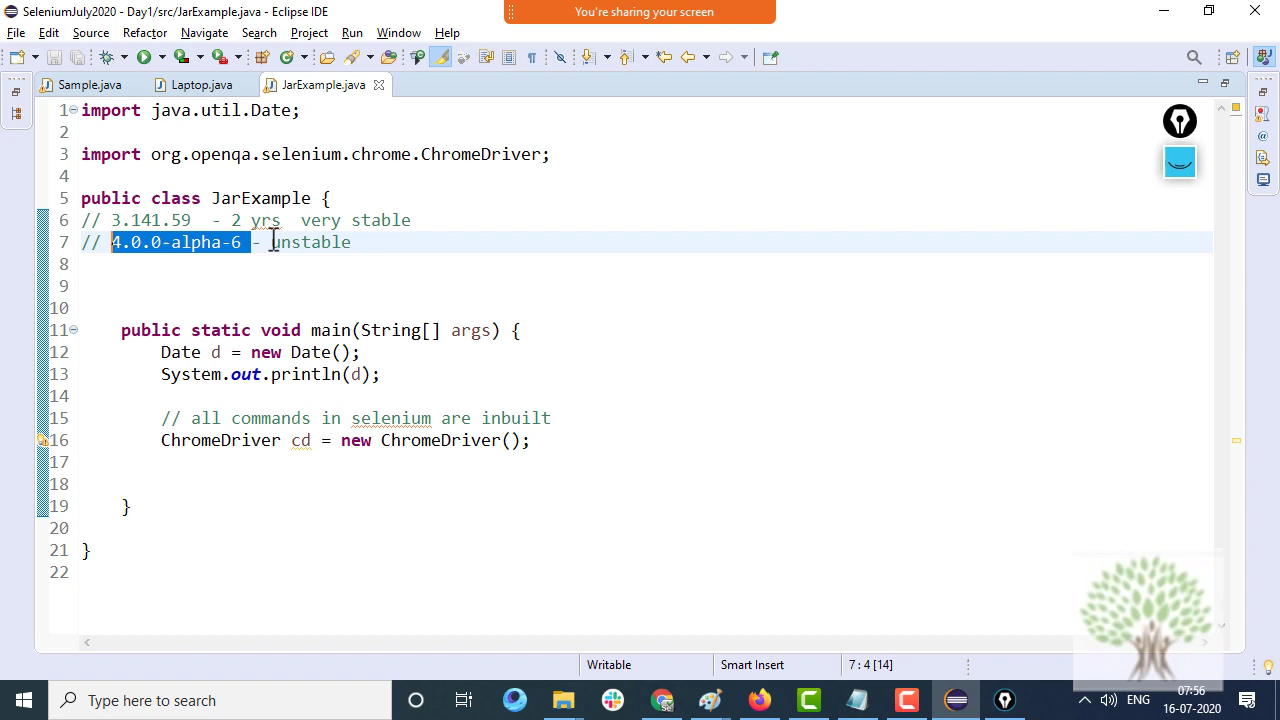 SeleniumJuly2020 - Day1/src/JarExample.java - Eclipse IDE
You're sharing your screen
File Edit Source Refactor Navigate Search Project Run Window Help
Sample.java Laptop.java JarExample.java
1 import java.util.Date;
2
3 import org.openqa.selenium.chrome.ChromeDriver;
4
5 public class JarExample {
6 // 3.141.59 - 2 yrs very stable
7 // 4.0.0-alpha-6 - unstable
8
9
10
11 public static void main(String[] args) {
12 Date d = new Date();
13 System.out.println(d);
14
15 // all commands in selenium are inbuilt
16 ChromeDriver cd = new ChromeDriver();
17
18
19 }
20
21 }
22
Writable Smart Insert 7 : 4 [14]
Type here to search
ENG
07:56
16-07-2020